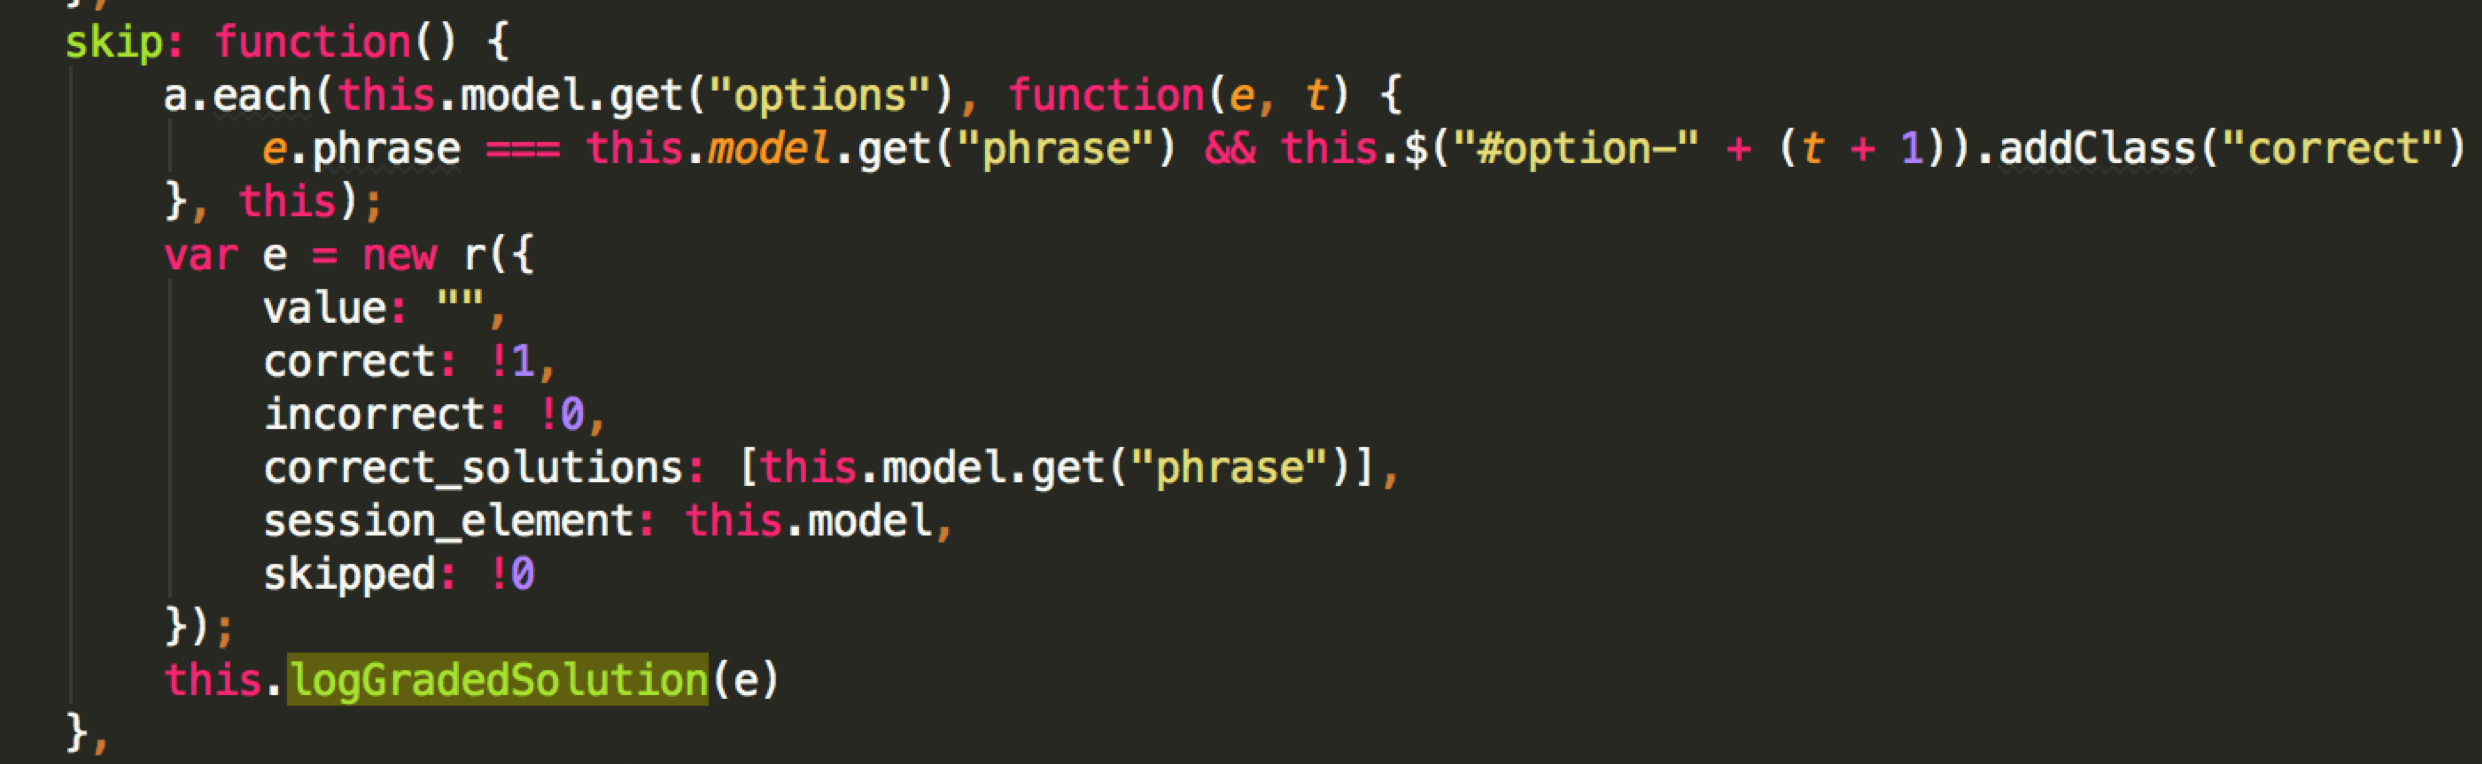 },
skip: function() {
a.each(this.model.get("options"), function(e, t) {
e.phrase === this.model.get("phrase") && this.$("#option-" + (t + 1)).addClass("correct")
}, this);
var e = new r({
value: "",
correct: !1,
incorrect: !0,
correct_solutions: [this.model.get("phrase")],
session_element: this.model,
skipped: !0
});
this.logGradedSolution(e)
},